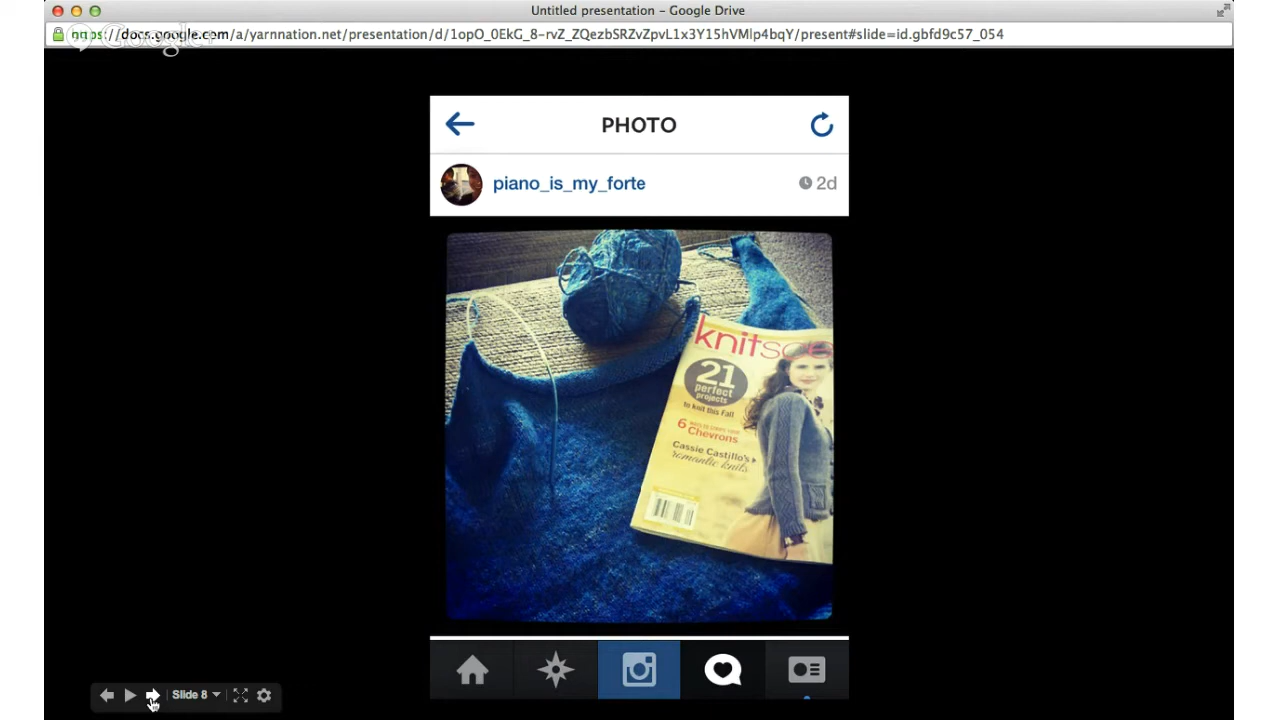 Untitled presentation - Google Drive
https://docs.google.com/a/yarnnation.net/presentation/d/1opO_0EkG_8-rvZ_ZQezbSRZvZpvL1x3Y15hVMlp4bqY/present#slide=id.gbfd9c57_054
Google+
PHOTO
piano_is_my_forte
2d
knitsce
21
perfect
projects
to knit this Fall
6
Chevrons
Cassie Castillo's
romantic knits
Slide 8